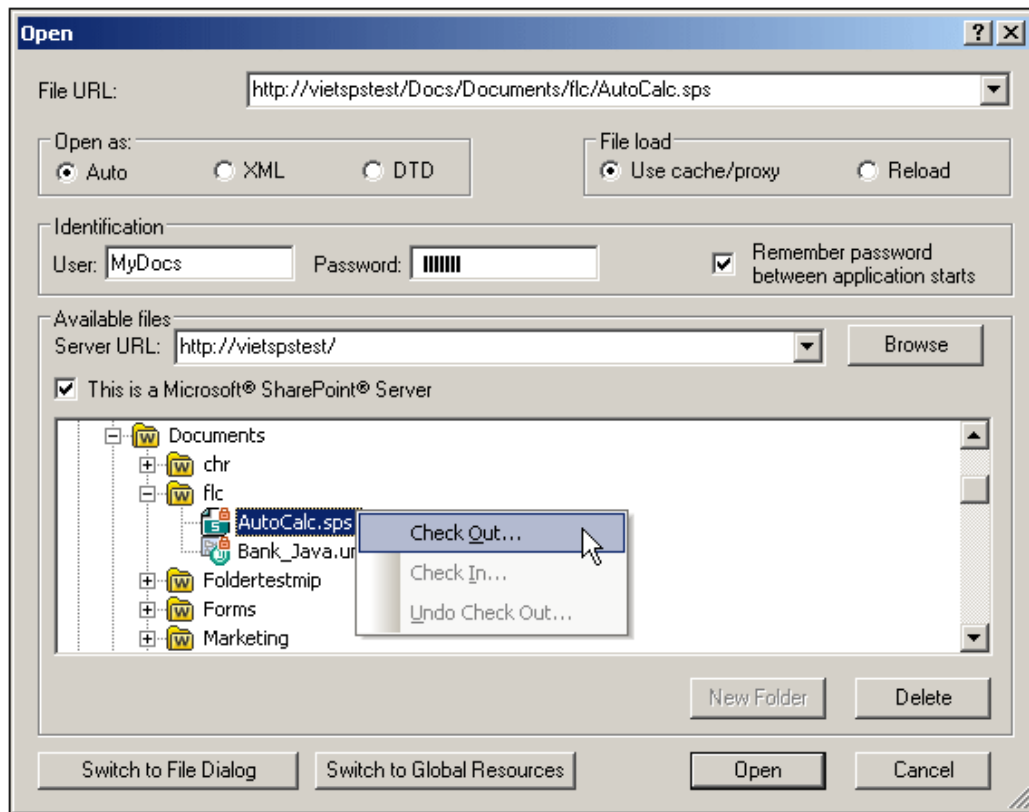 Open
File URL: http://vietspstest/Docs/Documents/flc/AutoCalc.sps
Open as: File load
Auto XML DTD Use cache/proxy Reload
Identification
User: MyDocs Password: Remember password
between application starts
Available files
Server URL: http://vietspstest/ Browse
This is a Microsoft® SharePoint® Server
Documents
chr
flc
AutoCalc.sps Check Out...
Bank_Java.
Check In...
Foldertestmip
Forms Undo Check Out...
Marketing
New Folder Delete
Switch to File Dialog Switch to Global Resources Open Cancel